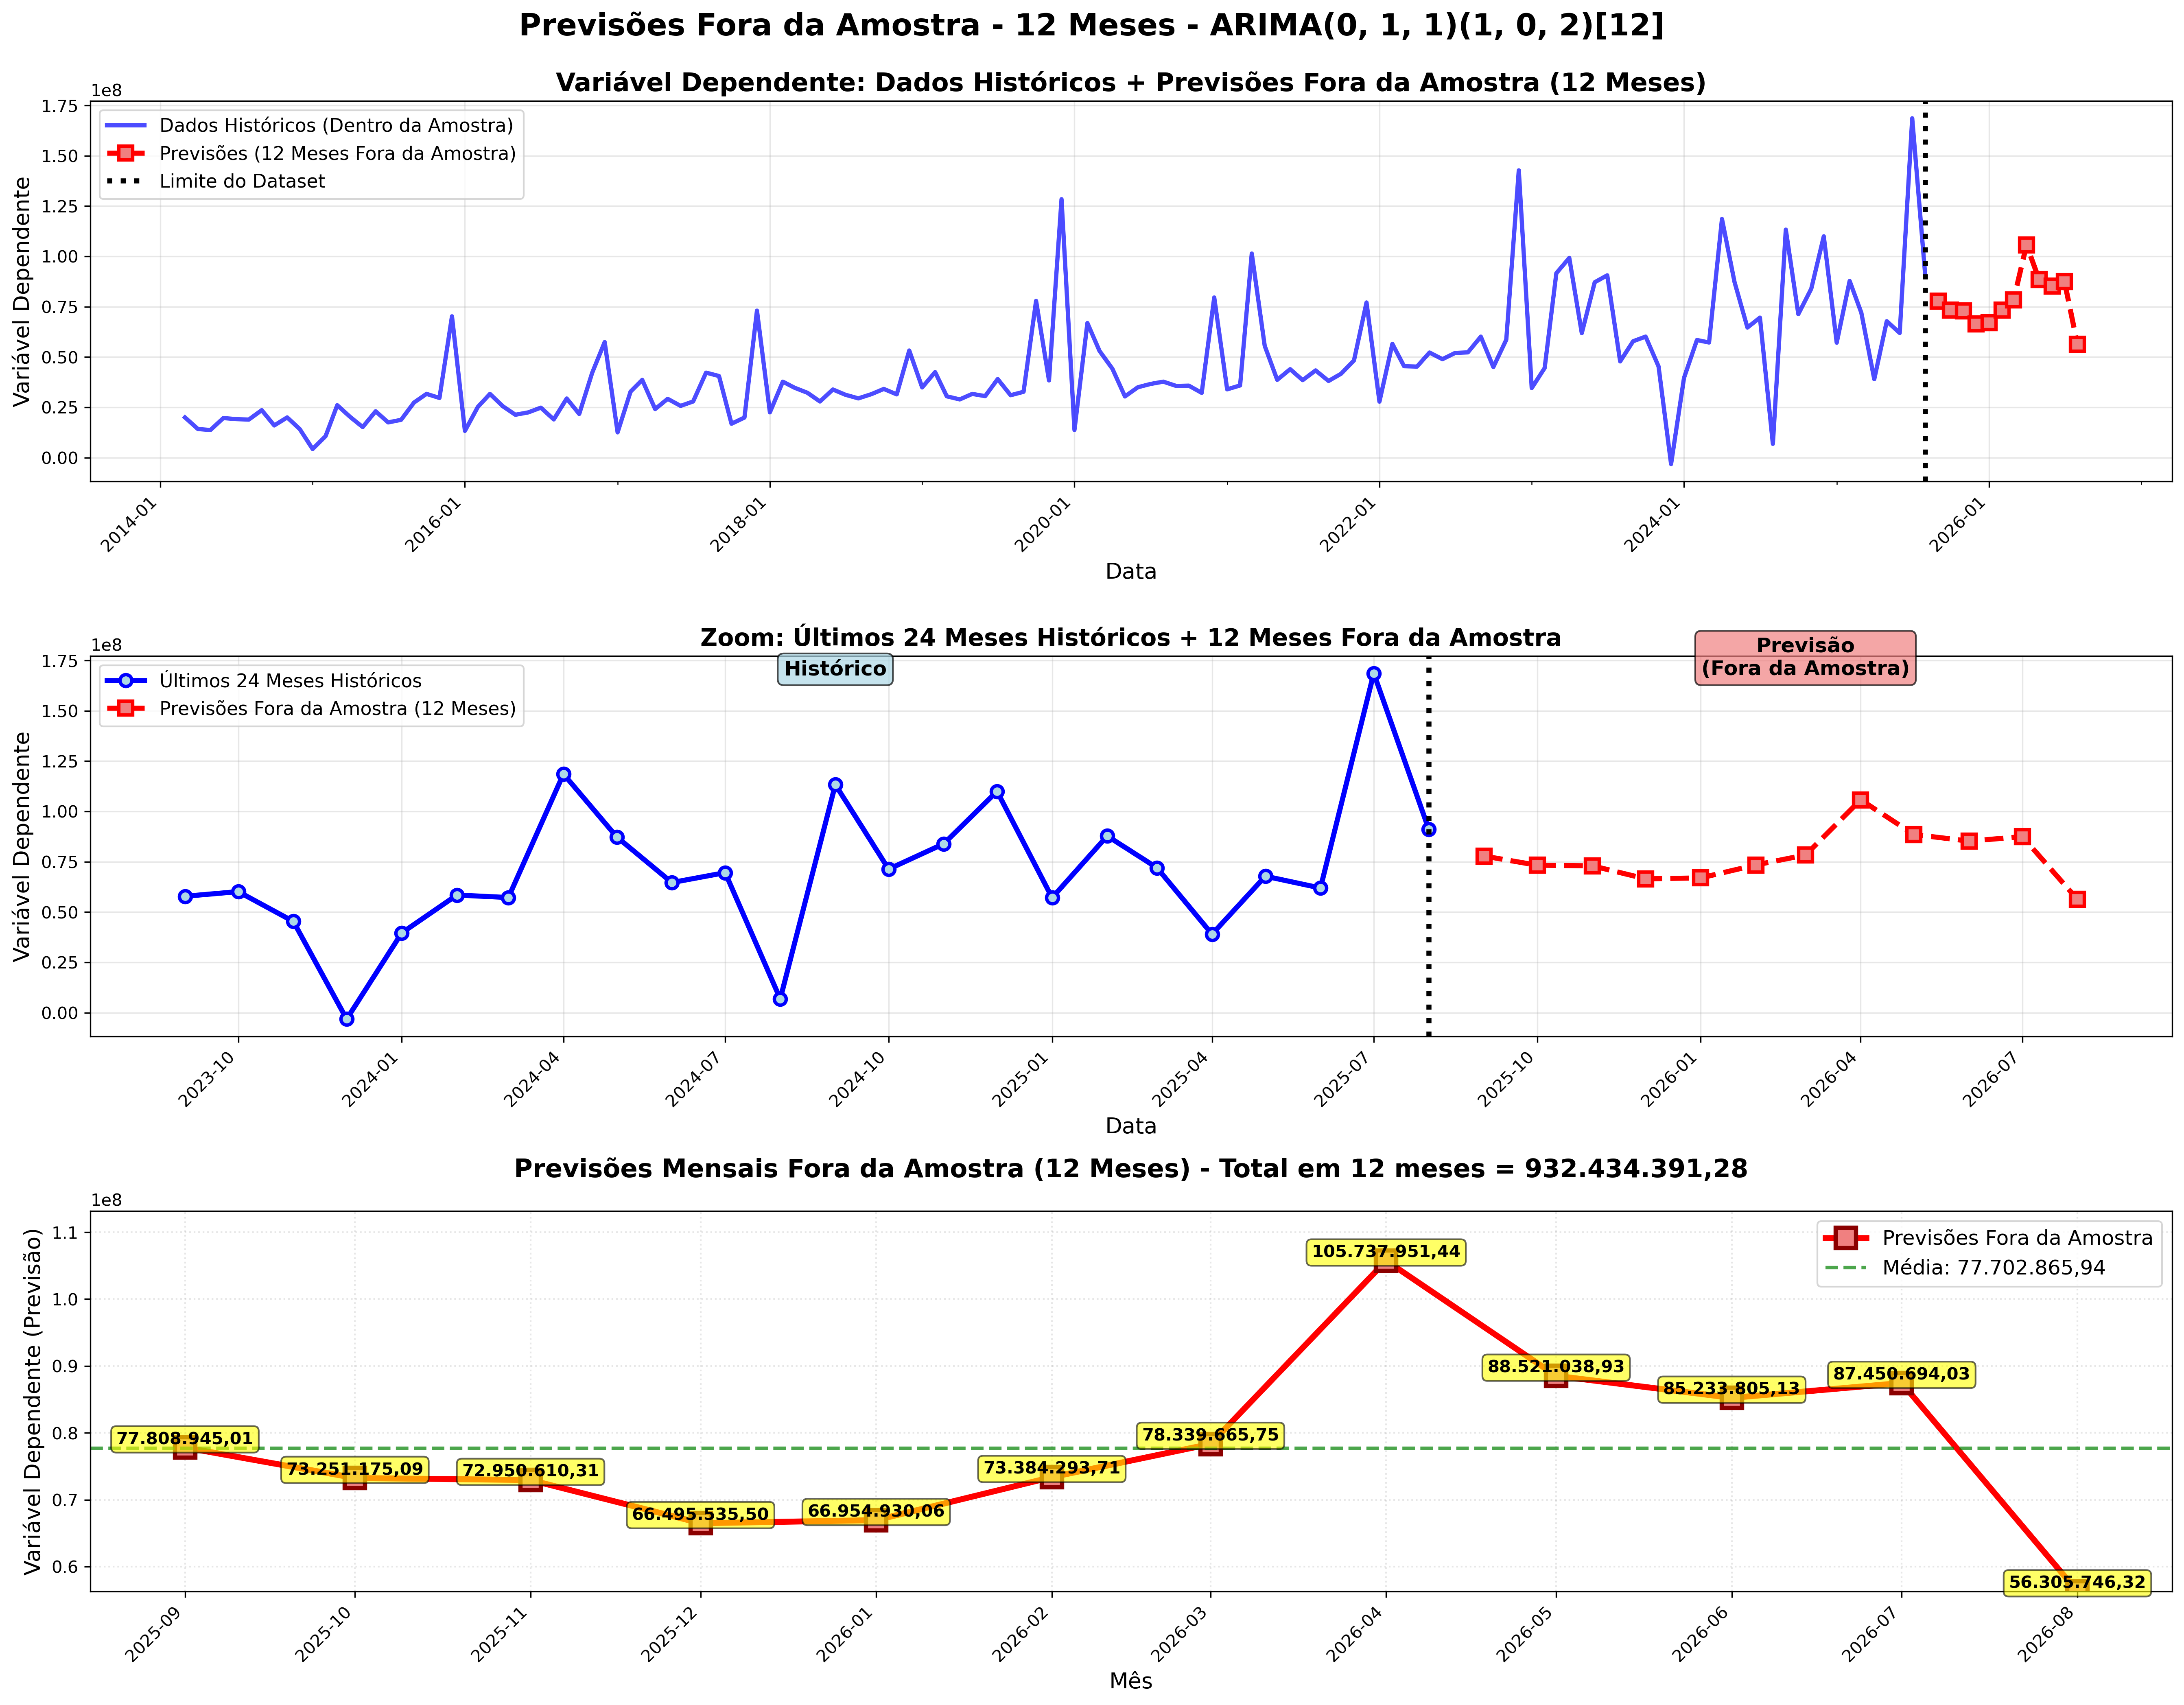 Previsões Fora da Amostra - 12 Meses - ARIMA(0, 1, 1)(1, 0, 2)[12]
Variável Dependente: Dados Históricos + Previsões Fora da Amostra (12 Meses)
1e8
Variável Dependente
1.75
1.50
1.25
1.00
0.75
0.50
0.25
0.00
Dados Históricos (Dentro da Amostra)
Previsões (12 Meses Fora da Amostra)
Limite do Dataset
2014-01
2016-01
2018-01
2020-01
2022-01
2024-01
2026-01
Data
Zoom: Últimos 24 Meses Históricos + 12 Meses Fora da Amostra
1e8
Variável Dependente
1.75
1.50
1.25
1.00
0.75
0.50
0.25
0.00
Últimos 24 Meses Históricos
Previsões Fora da Amostra (12 Meses)
Histórico
Previsão
(Fora da Amostra)
2023-10
2024-01
2024-04
2024-07
2024-10
2025-01
2025-04
2025-07
2025-10
2026-01
2026-04
2026-07
Data
Previsões Mensais Fora da Amostra (12 Meses) - Total em 12 meses = 932.434.391,28
1e8
Variável Dependente (Previsão)
1.1
1.0
0.9
0.8
0.7
0.6
Previsões Fora da Amostra
Média: 77.702.865,94
77.808.945,01
73.251.175,09
72.950.610,31
66.495.535,50
66.954.930,06
73.384.293,71
78.339.665,75
105.737.951,44
88.521.038,93
85.233.805,13
87.450.694,03
56.305.746,32
2025-09
2025-10
2025-11
2025-12
2026-01
2026-02
2026-03
2026-04
2026-05
2026-06
2026-07
2026-08
Mês